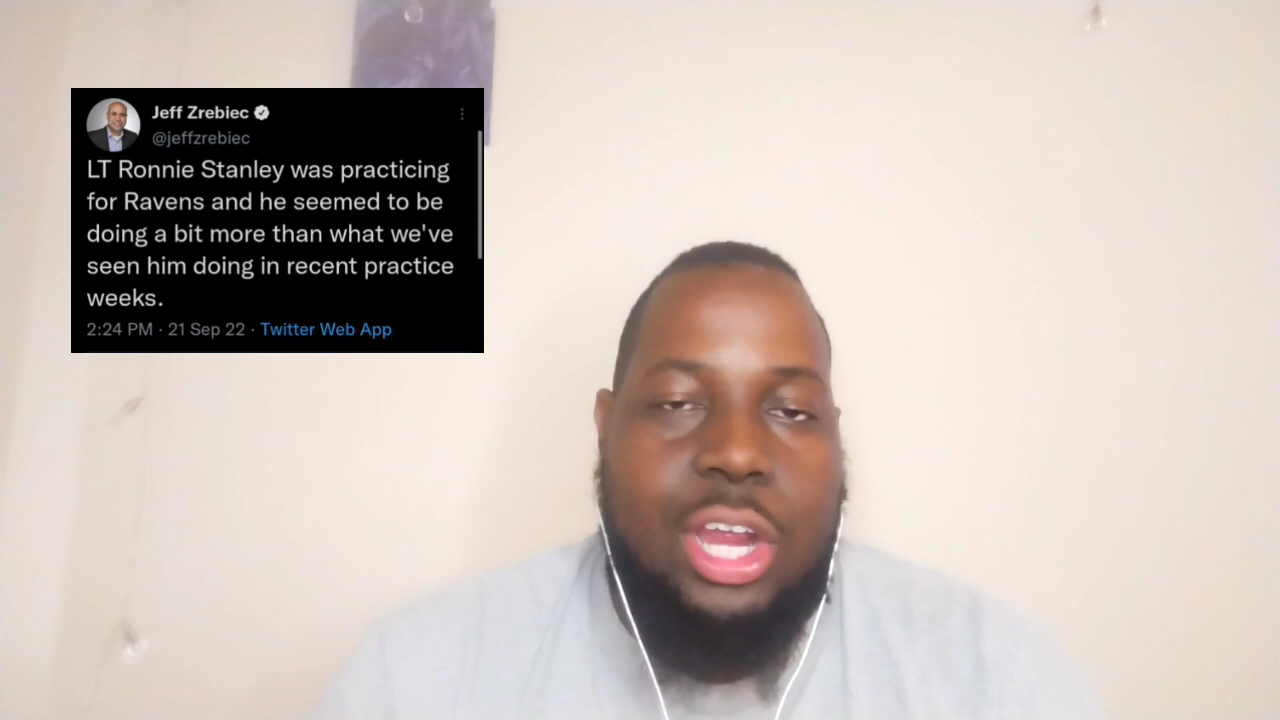 Jeff Zrebiec
@jeffzrebiec
LT Ronnie Stanley was practicing
for Ravens and he seemed to be
doing a bit more than what we've
seen him doing in recent practice
weeks.
2:24 PM · 21 Sep 22 · Twitter Web App